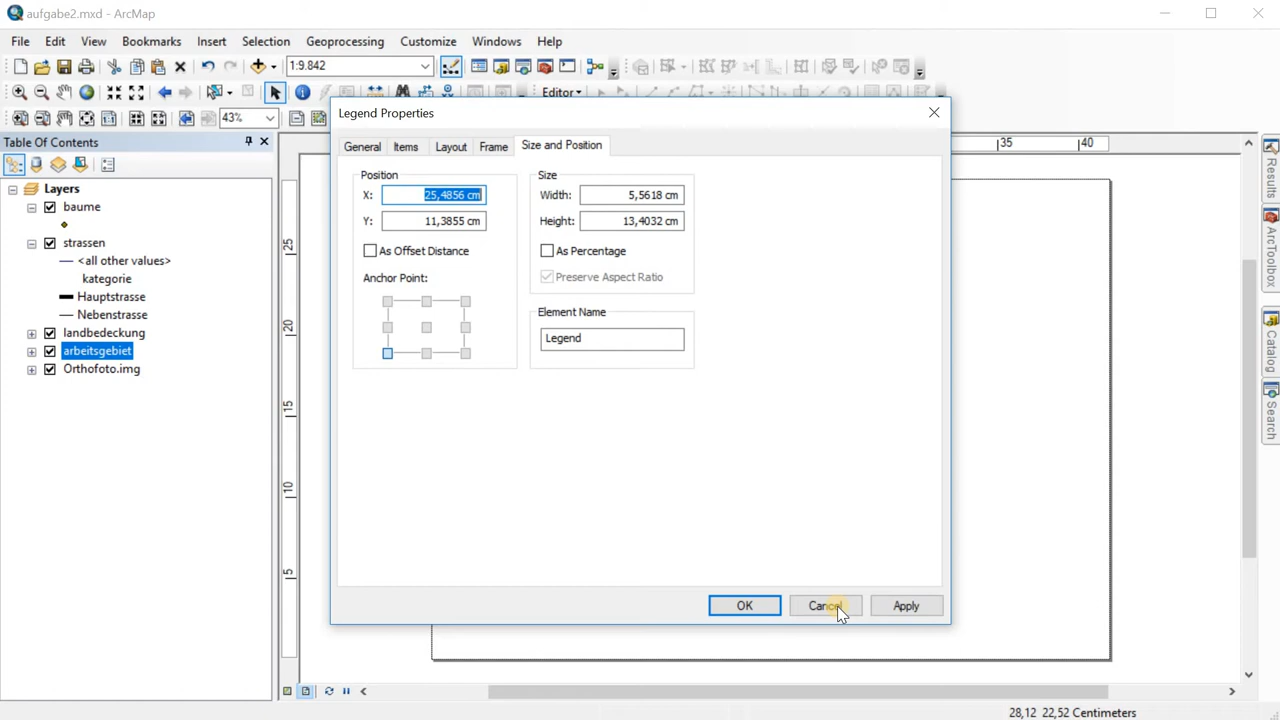 aufgabe2.mxd - ArcMap
File Edit View Bookmarks Insert Selection Geoprocessing Customize Windows Help
1:9.842
Editor
43%
Legend Properties
Table Of Contents
General Items Layout Frame Size and Position
35 40
Layers
baume
strassen
<all other values>
kategorie
Hauptstrasse
Nebenstrasse
landbedeckung
arbeitsgebiet
Orthofoto.img
25
20
15
10
5
Position
X: 25,4856 cm
Y: 11,3855 cm
As Offset Distance
Anchor Point:
Size
Width: 5,5618 cm
Height: 13,4032 cm
As Percentage
Preserve Aspect Ratio
Element Name
Legend
OK Cancel Apply
Results
ArcToolbox
Catalog
Search
28,12 22,52 Centimeters